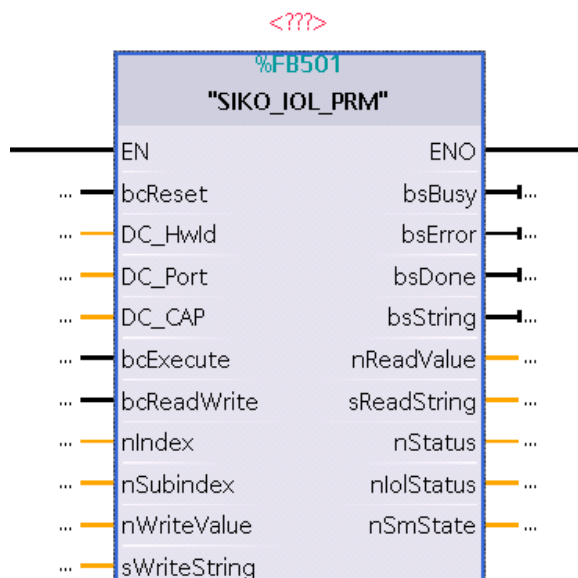 <???>
%FB501
"SIKO_IOL_PRM"
EN ENO
... bcReset bsBusy ...
... DC_HwId bsError ...
... DC_Port bsDone ...
... DC_CAP bsString ...
... bcExecute nReadValue ...
... bcReadWrite sReadString ...
... nIndex nStatus ...
... nSubindex nIolStatus ...
... nWriteValue nSmState ...
... sWriteString